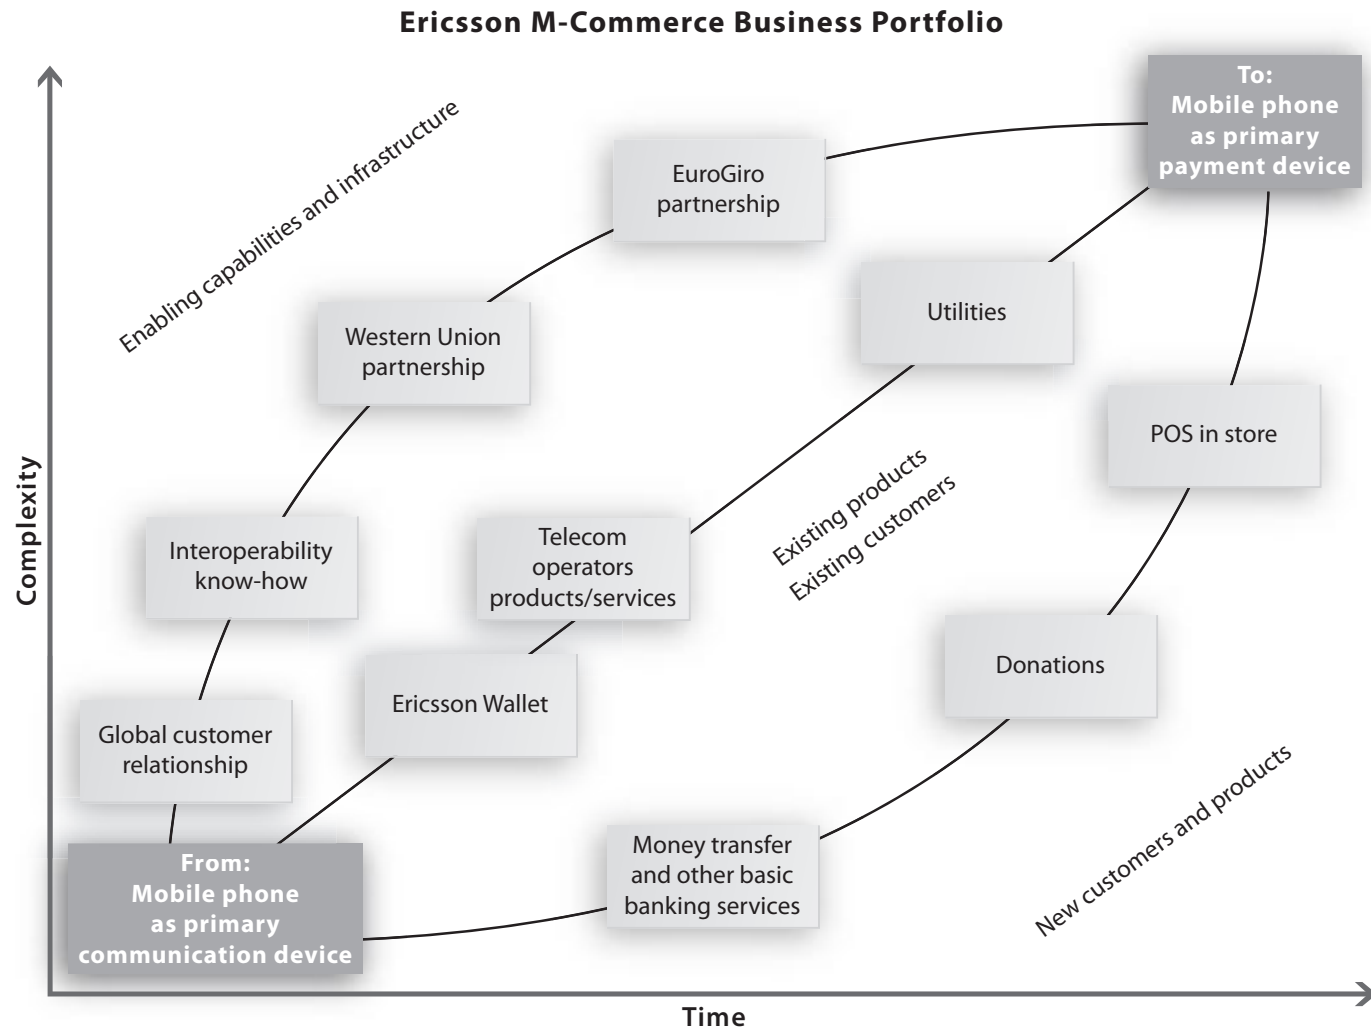 Ericsson M-Commerce Business Portfolio
To:
Mobile phone
as primary
payment device
Enabling capabilities and infrastructure
EuroGiro
partnership
Utilities
Western Union
partnership
POS in store
Complexity
Existing products
Existing customers
Interoperability
know-how
Telecom
operators
products/services
Donations
Ericsson Wallet
Global customer
relationship
New customers and products
Money transfer
and other basic
banking services
From:
Mobile phone
as primary
communication device
Time